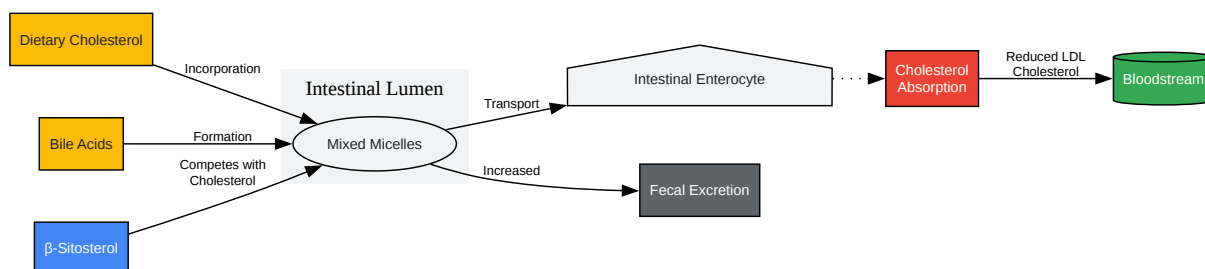 Dietary Cholesterol
Incorporation
Intestinal Lumen
Bile Acids
Formation
Mixed Micelles
Competes with
Cholesterol
β-Sitosterol
Transport
Intestinal Enterocyte
Increased
Fecal Excretion
Cholesterol
Absorption
Reduced LDL
Cholesterol
Bloodstream